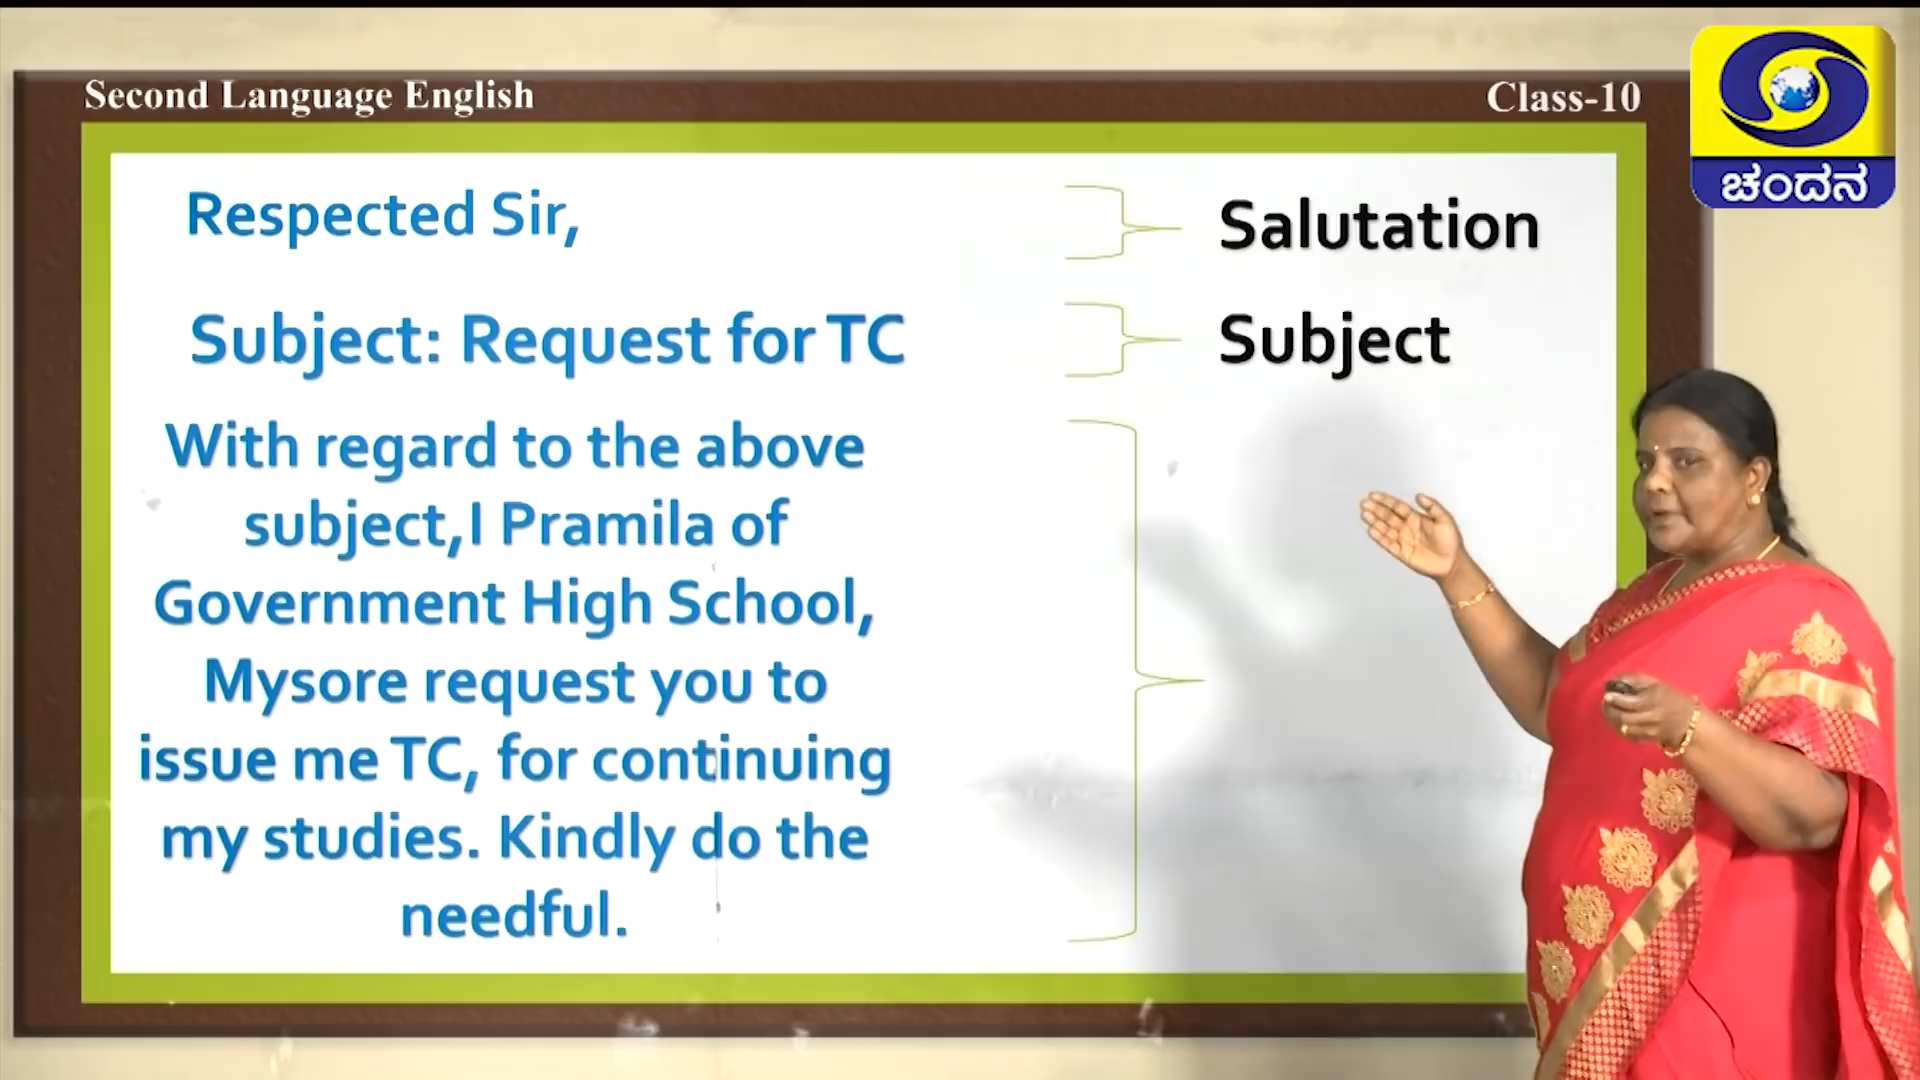 Second Language English
Class-10
ಚಂದನ
Respected Sir,
Salutation
Subject: Request for TC
Subject
With regard to the above
subject,I Pramila of
Government High School,
Mysore request you to
issue me TC, for continuing
my studies. Kindly do the
needful.